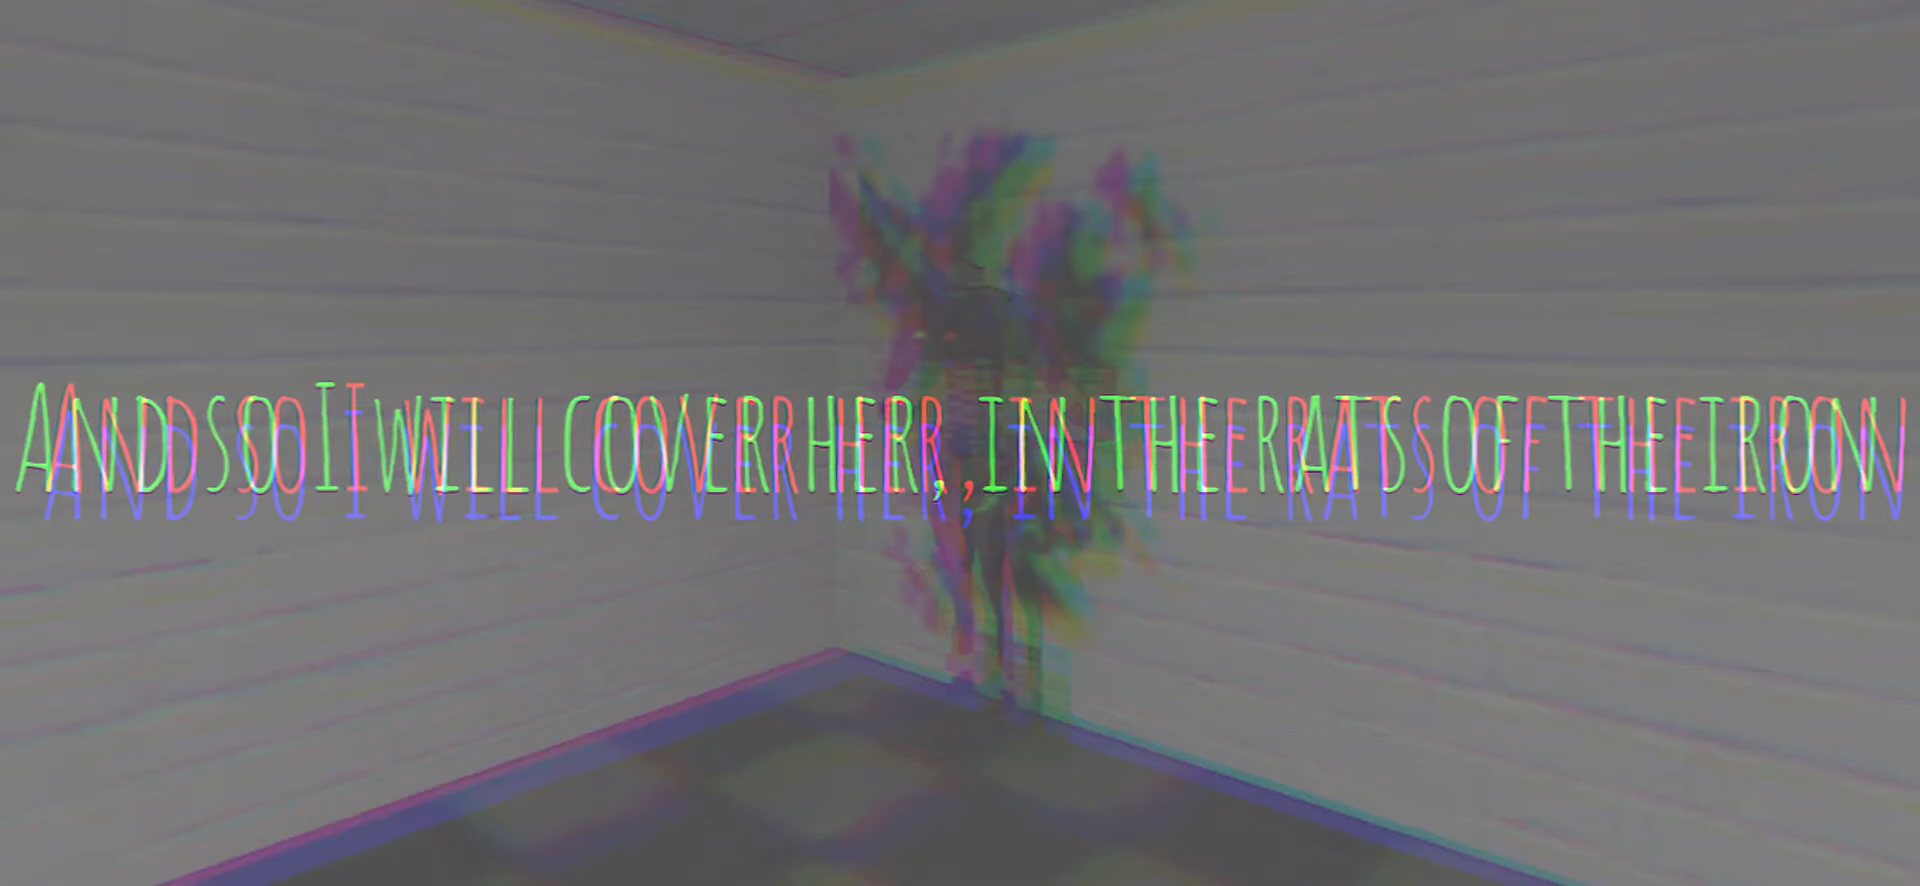 AND SO I WILL COVER HER, IN THE RATS OF THE IRON